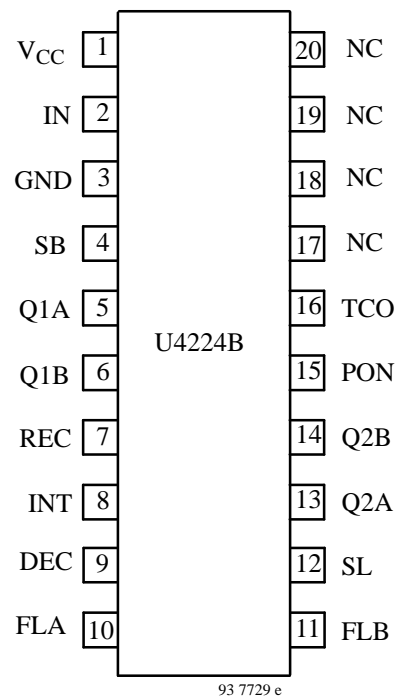 VCC 1 20 NC
IN 2 19 NC
GND 3 18 NC
SB 4 17 NC
Q1A 5 16 TCO
U4224B
Q1B 6 15 PON
REC 7 14 Q2B
INT 8 13 Q2A
DEC 9 12 SL
FLA 10 11 FLB
93 7729 e